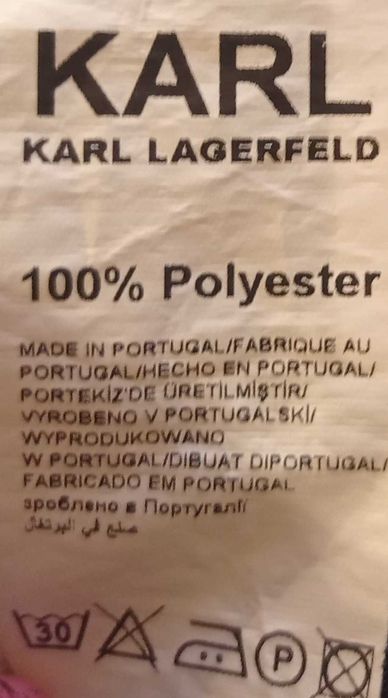 KARL
KARL LAGERFELD
100% Polyester
MADE IN PORTUGAL/FABRIQUE AU
PORTUGAL/HECHO EN PORTUGAL/
PORTEKİZ'DE ÜRETİLMİŞTİR/
VYROBENO V PORTUGALSKİ/
WYPRODUKOWANO
W PORTUGAL/DIBUAT DIPORTUGAL/
FABRICADO EM PORTUGAL
зроблено в Португалії
صنع في البرتغال
30
P